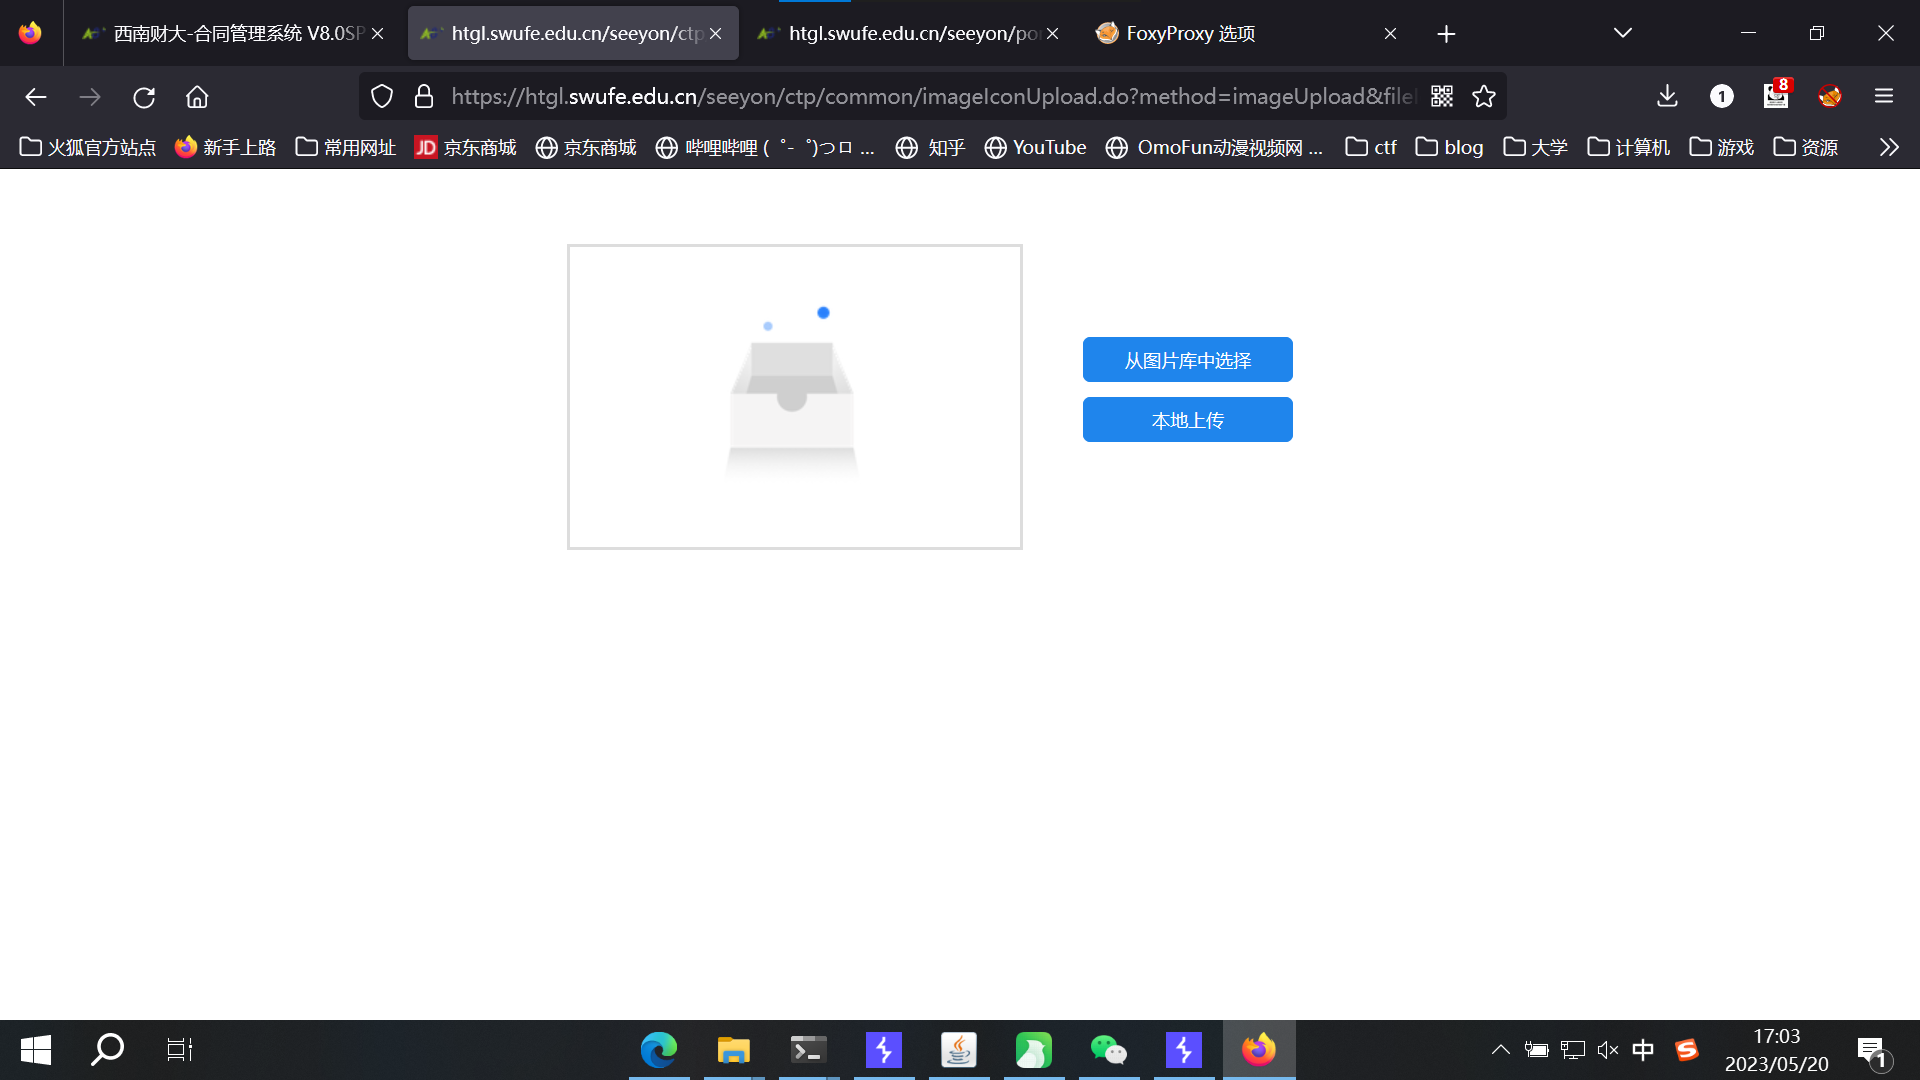 西南财大-合同管理系统 V8.0SP
htgl.swufe.edu.cn/seeyon/ctp
htgl.swufe.edu.cn/seeyon/po
FoxyProxy 选项
https://htgl.swufe.edu.cn/seeyon/ctp/common/imageIconUpload.do?method=imageUpload&file
1
8
火狐官方站点
新手上路
常用网址
JD 京东商城
京东商城
哔哩哔哩 ( ゜- ゜)つロ ...
知乎
YouTube
OmoFun动漫视频网 ...
ctf
blog
大学
计算机
游戏
资源
从图片库中选择
本地上传
中
S
17:03
2023/05/20
1